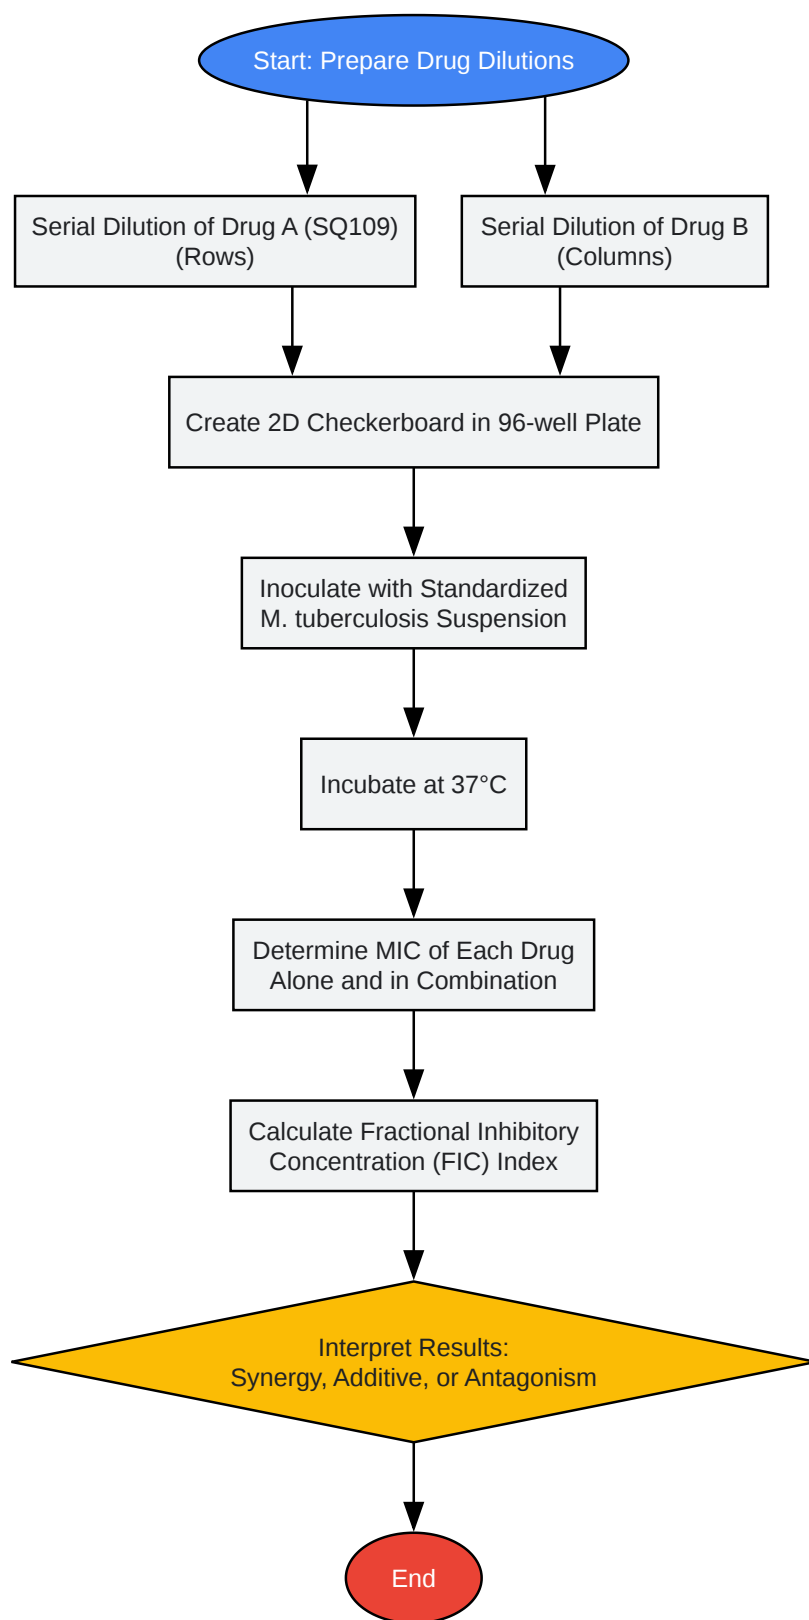 Start: Prepare Drug Dilutions
Serial Dilution of Drug A (SQ109)
(Rows)
Serial Dilution of Drug B
(Columns)
Create 2D Checkerboard in 96-well Plate
Inoculate with Standardized
M. tuberculosis Suspension
Incubate at 37°C
Determine MIC of Each Drug
Alone and in Combination
Calculate Fractional Inhibitory
Concentration (FIC) Index
Interpret Results:
Synergy, Additive, or Antagonism
End